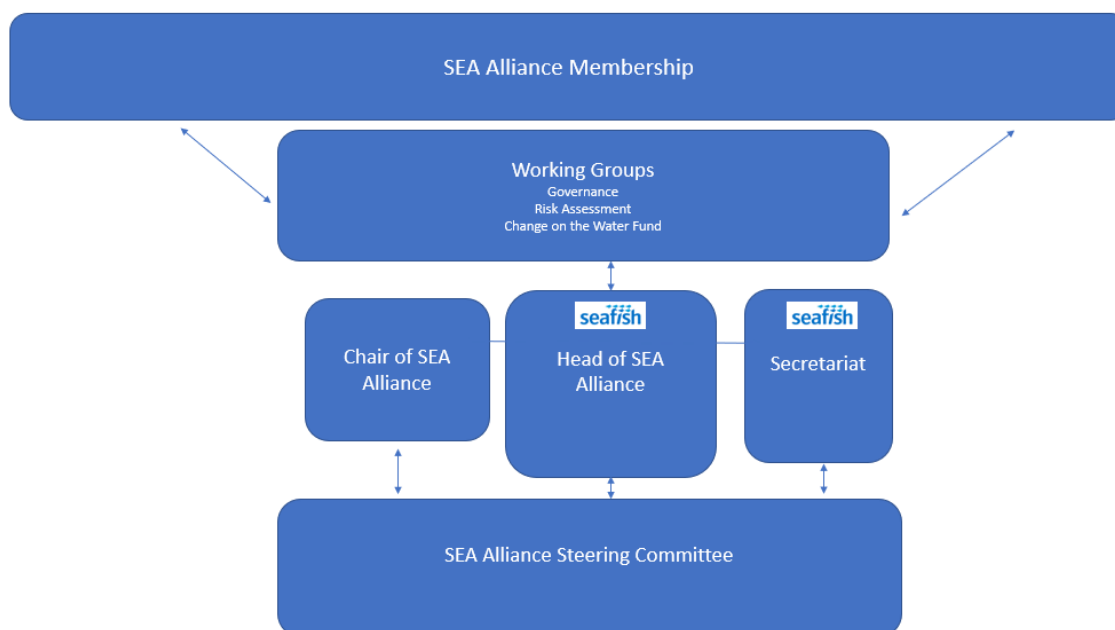 SEA Alliance Membership
Working Groups
Governance
Risk Assessment
Change on the Water Fund
seafish
Chair of SEA
Alliance
seafish
Head of SEA
Alliance
Secretariat
SEA Alliance Steering Committee